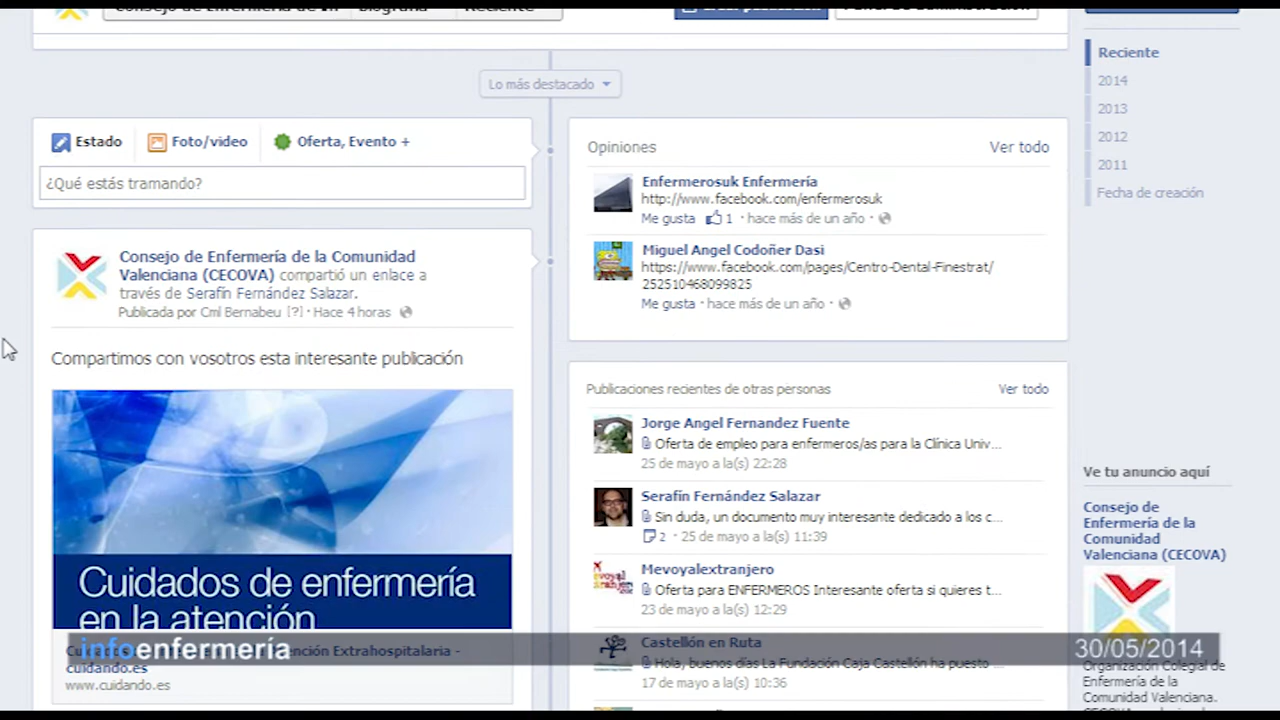 Consejo de Enfermería de
Biografía
Reciente
Lo más destacado
Estado
Foto/video
Oferta, Evento +
¿Qué estás tramando?
Consejo de Enfermería de la Comunidad
Valenciana (CECOVA) compartió un enlace a
través de Serafín Fernández Salazar.
Publicada por Cml Bernabeu [?] · Hace 4 horas
Compartimos con vosotros esta interesante publicación
Cuidados de enfermería
en la atención
ención Extrahospitalaria -
cuidando.es
www.cuidando.es
Opiniones
Ver todo
Enfermerosuk Enfermería
http://www.facebook.com/enfermerosuk
Me gusta 1 · hace más de un año ·
Miguel Angel Codoñer Dasi
https://www.facebook.com/pages/Centro-Dental-Finestrat/
252510468099825
Me gusta · hace más de un año ·
Publicaciones recientes de otras personas
Ver todo
Jorge Angel Fernandez Fuente
Oferta de empleo para enfermeros/as para la Clínica Univ...
25 de mayo a la(s) 22:28
Serafín Fernández Salazar
Sin duda, un documento muy interesante dedicado a los c...
2 · 25 de mayo a la(s) 11:39
Mevoyalextranjero
Oferta para ENFERMEROS Interesante oferta si quieres t...
23 de mayo a la(s) 12:29
Castellón en Ruta
Hola, buenos días La Fundación Caja Castellón ha puesto ...
17 de mayo a la(s) 10:36
Reciente
2014
2013
2012
2011
Fecha de creación
Ve tu anuncio aquí
Consejo de
Enfermería de la
Comunidad
Valenciana (CECOVA)
Organización Colegial de
Enfermería de la
Comunidad Valenciana.
infoenfermería
30/05/2014